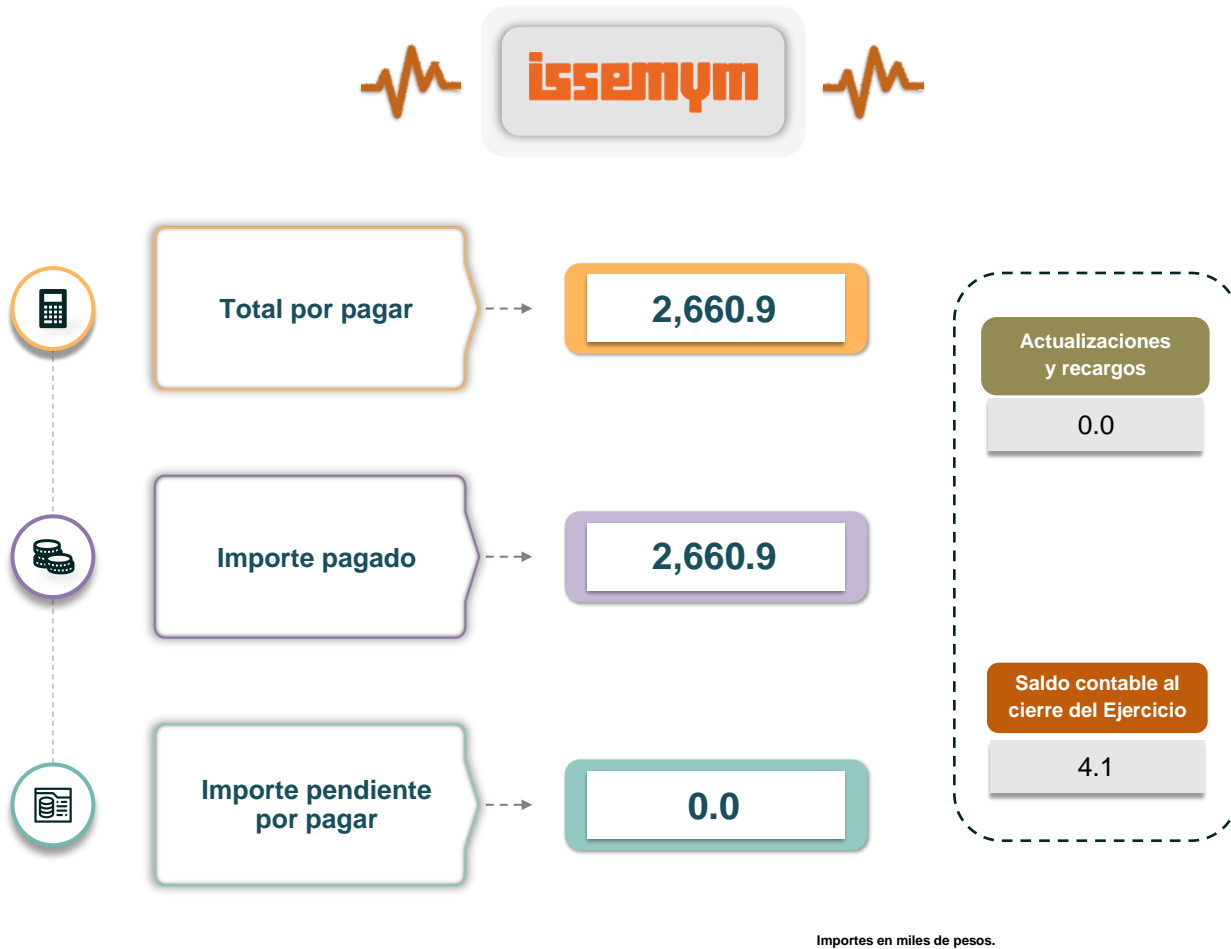 issemym
Total por pagar
2,660.9
Actualizaciones
y recargos
0.0
Importe pagado
2,660.9
Saldo contable al
cierre del Ejercicio
4.1
Importe pendiente
por pagar
0.0
Importes en miles de pesos.